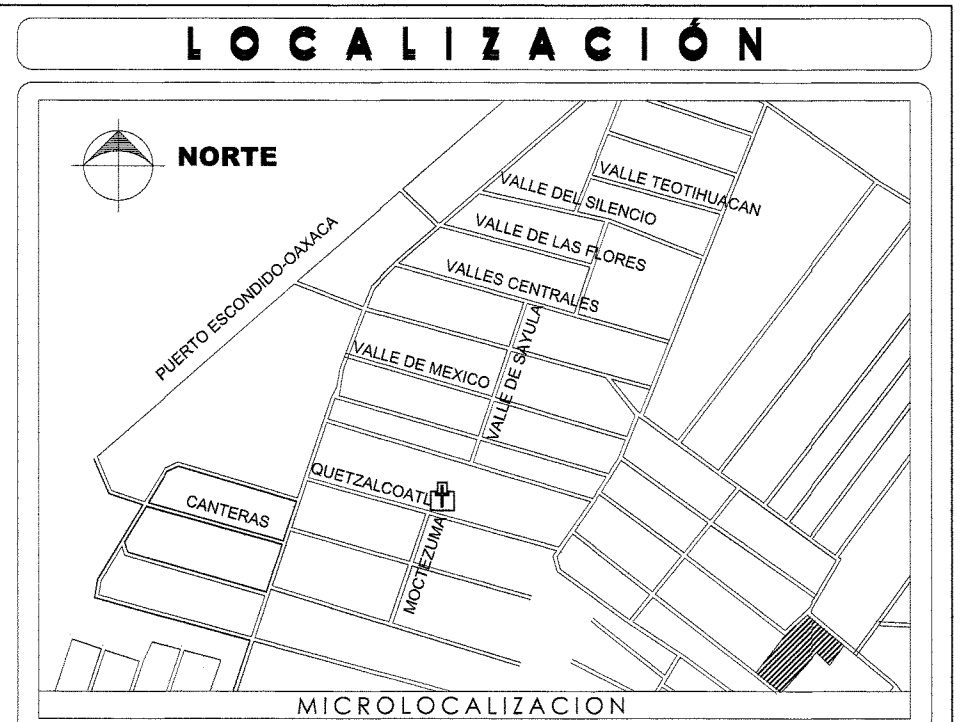 LOCALIZACIÓN
NORTE
VALLE TEOTIHUACAN
VALLE DEL SILENCIO
VALLE DE LAS FLORES
PUERTO ESCONDIDO-OAXACA
VALLES CENTRALES
VALLE DE MEXICO
VALLE DE SAYULA
QUETZALCOATL
CANTERAS
MOCTEZUMA
MICROLOCALIZACION